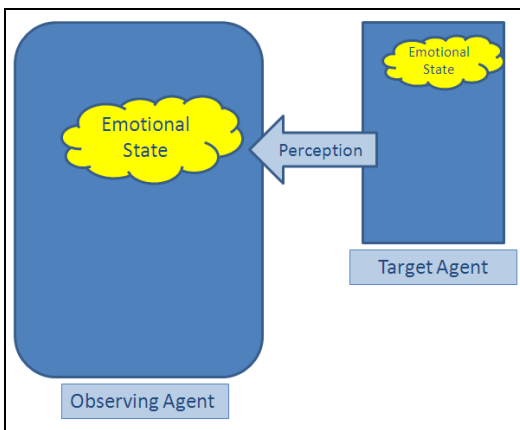 Emotional
State
Perception
Emotional
State
Target Agent
Observing Agent